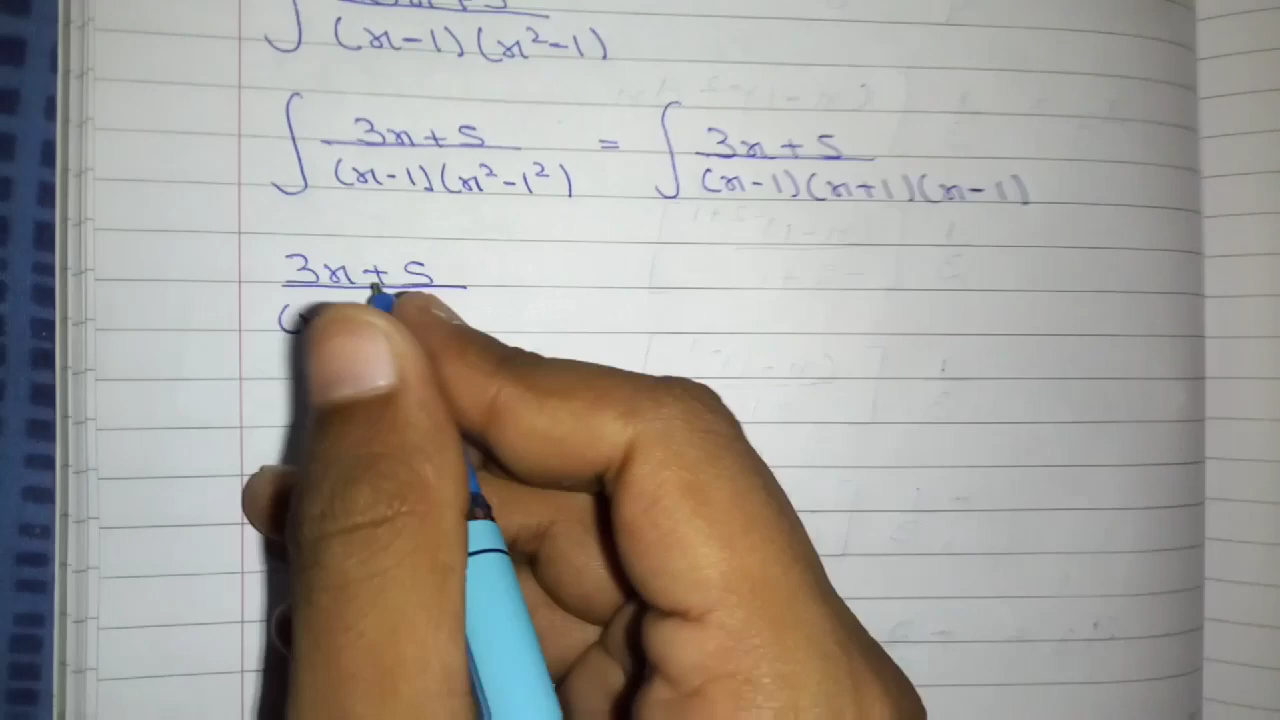 ∫ (x-1)(x²-1)
∫ 3x+5 / (x-1)(x²-1²) = ∫ 3x+5 / (x-1)(x+1)(x-1)
3x+5
(